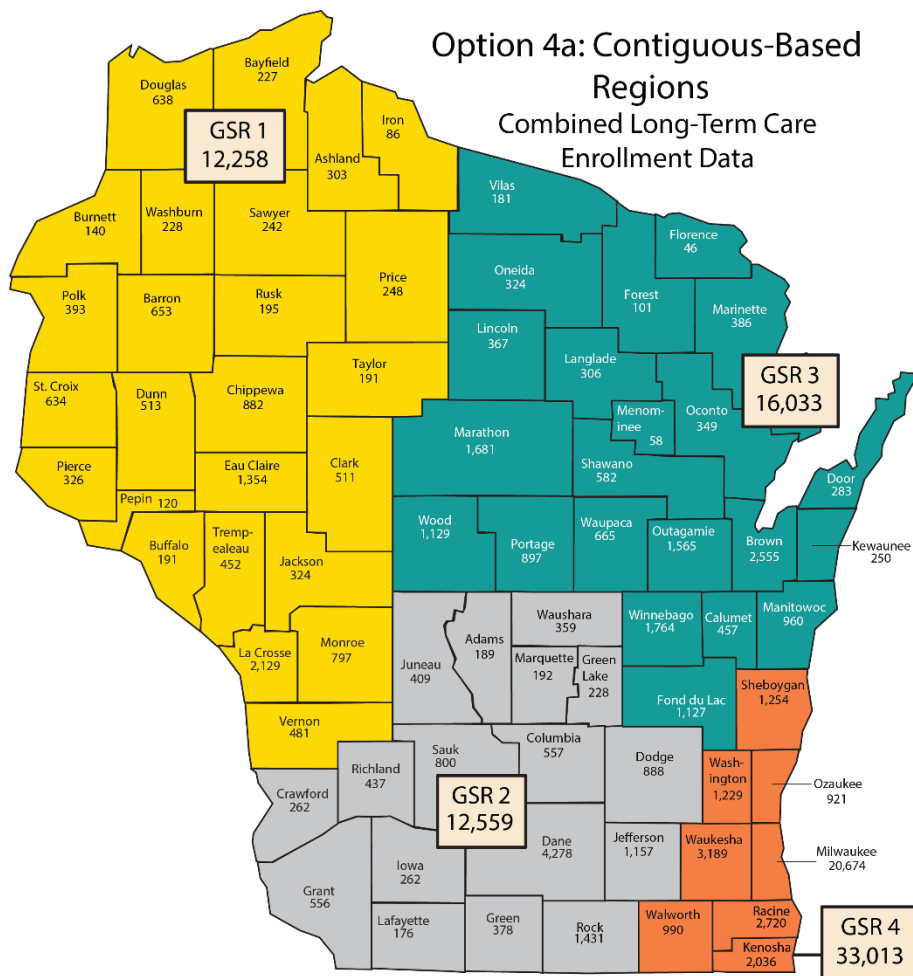 Option 4a: Contiguous-Based
Regions
Combined Long-Term Care
Enrollment Data
Bayfield
227
Douglas
638
Iron
86
GSR 1
12,258
Ashland
303
Vilas
181
Burnett
140
Washburn
228
Sawyer
242
Florence
46
Oneida
324
Price
248
Polk
393
Barron
653
Rusk
195
Forest
101
Marinette
386
Lincoln
367
Langlade
306
Taylor
191
GSR 3
16,033
St. Croix
634
Dunn
513
Chippewa
882
Menom-
inee
58
Oconto
349
Marathon
1,681
Pierce
326
Eau Claire
1,354
Clark
511
Shawano
582
Door
283
Pepin 120
Wood
1,129
Portage
897
Waupaca
665
Outagamie
1,565
Brown
2,555
Kewaunee
250
Buffalo
191
Tremp-
ealeau
452
Jackson
324
Waushara
359
Winnebago
1,764
Calumet
457
Manitowoc
960
La Crosse
2,129
Monroe
797
Juneau
409
Adams
189
Marquette
192
Green
Lake
228
Fond du Lac
1,127
Sheboygan
1,254
Vernon
481
Columbia
557
Sauk
800
Dodge
888
Wash-
ington
1,229
Ozaukee
921
Richland
437
Crawford
262
GSR 2
12,559
Dane
4,278
Jefferson
1,157
Waukesha
3,189
Milwaukee
20,674
Iowa
262
Grant
556
Lafayette
176
Green
378
Rock
1,431
Walworth
990
Racine
2,720
Kenosha
2,036
GSR 4
33,013